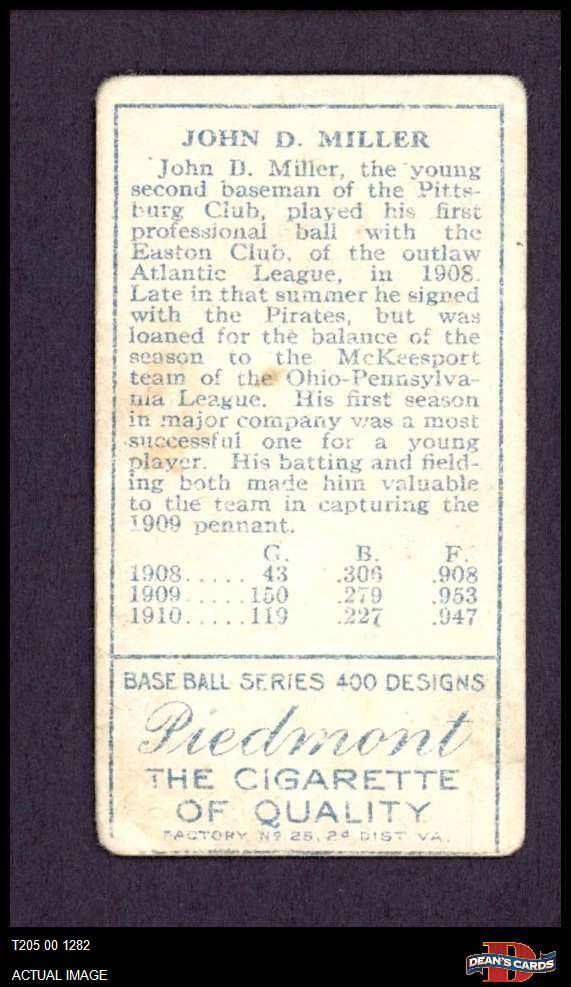 JOHN D. MILLER
John D. Miller, the young
second baseman of the Pitts-
burg Club, played his first
professional ball with the
Easton Club, of the outlaw
Atlantic League, in 1908.
Late in that summer he signed
with the Pirates, but was
loaned for the balance of the
season to the McKeesport
team of the Ohio-Pennsylva-
nia League. His first season
in major company was a most
successful one for a young
player. His batting and field-
ing both made him valuable
to the team in capturing the
1909 pennant.
G. B. F.
1908..... 43 .306 .908
1909.....150 .279 .953
1910.....119 .227 .947
BASE BALL SERIES 400 DESIGNS
Piedmont
THE CIGARETTE
OF QUALITY
FACTORY No 25, 2d DIST. VA.
T205 00 1282
ACTUAL IMAGE
DEAN'S CARDS